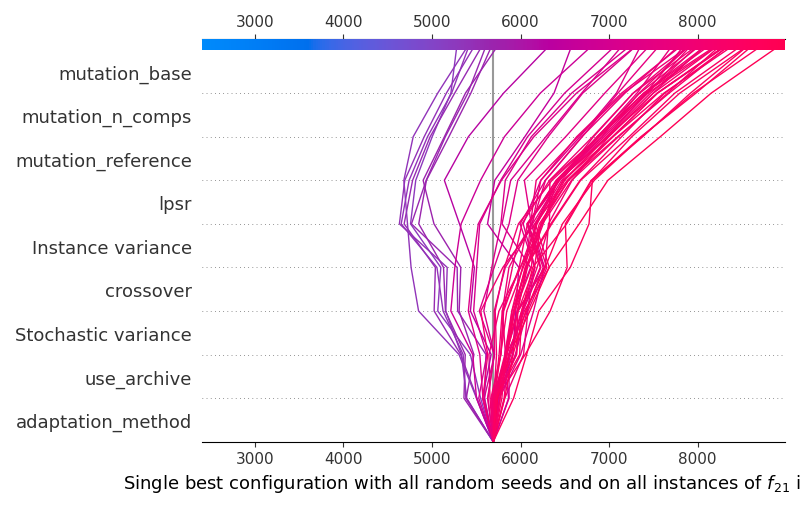 3000 4000 5000 6000 7000 8000
mutation_base
mutation_n_comps
mutation_reference
lpsr
Instance variance
crossover
Stochastic variance
use_archive
adaptation_method
3000 4000 5000 6000 7000 8000
Single best configuration with all random seeds and on all instances of f21 i